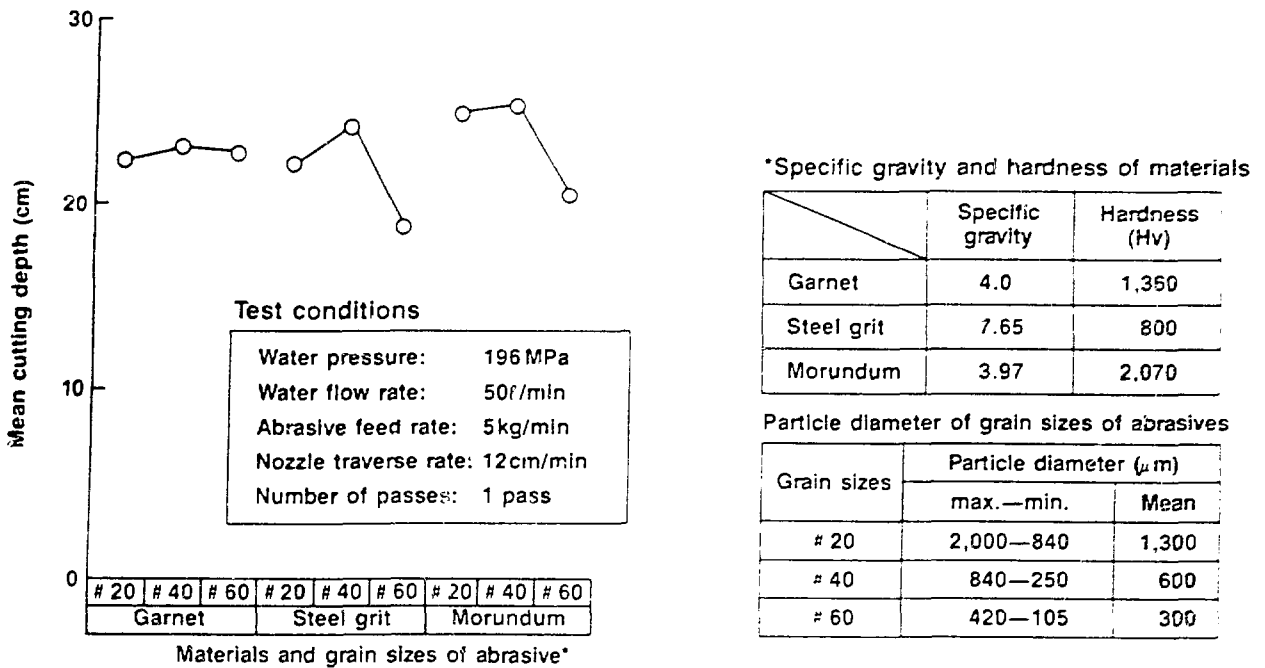 30
20
10
0
Mean cutting depth (cm)
Test conditions
Water pressure: 196 MPa
Water flow rate: 50ℓ/min
Abrasive feed rate: 5 kg/min
Nozzle traverse rate: 12cm/min
Number of passes: 1 pass
# 20 # 40 # 60 # 20 # 40 # 60 # 20 # 40 # 60
Garnet Steel grit Morundum
Materials and grain sizes of abrasive*
*Specific gravity and hardness of materials
Specific gravity Hardness (Hv)
Garnet 4.0 1,350
Steel grit 7.65 800
Morundum 3.97 2,070
Particle diameter of grain sizes of abrasives
Grain sizes Particle diameter (μm)
max.—min. Mean
# 20 2,000—840 1,300
# 40 840—250 600
# 60 420—105 300